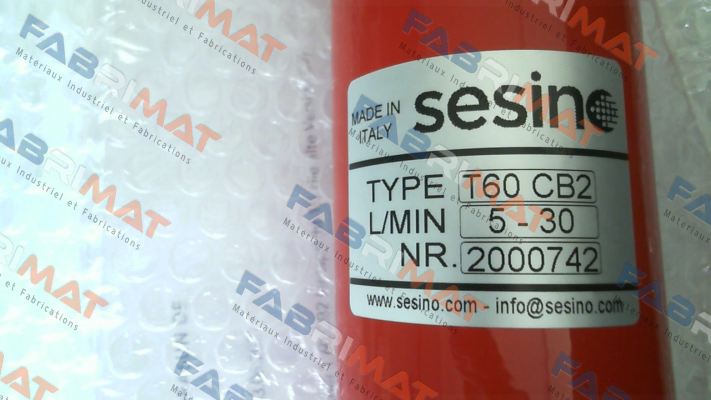 MADE IN
ITALY
sesino
TYPE T60 CB2
L/MIN 5 - 30
NR. 2000742
www.sesino.com - info@sesino.com
FABRIMAT
Matériaux Industriel et Fabrications